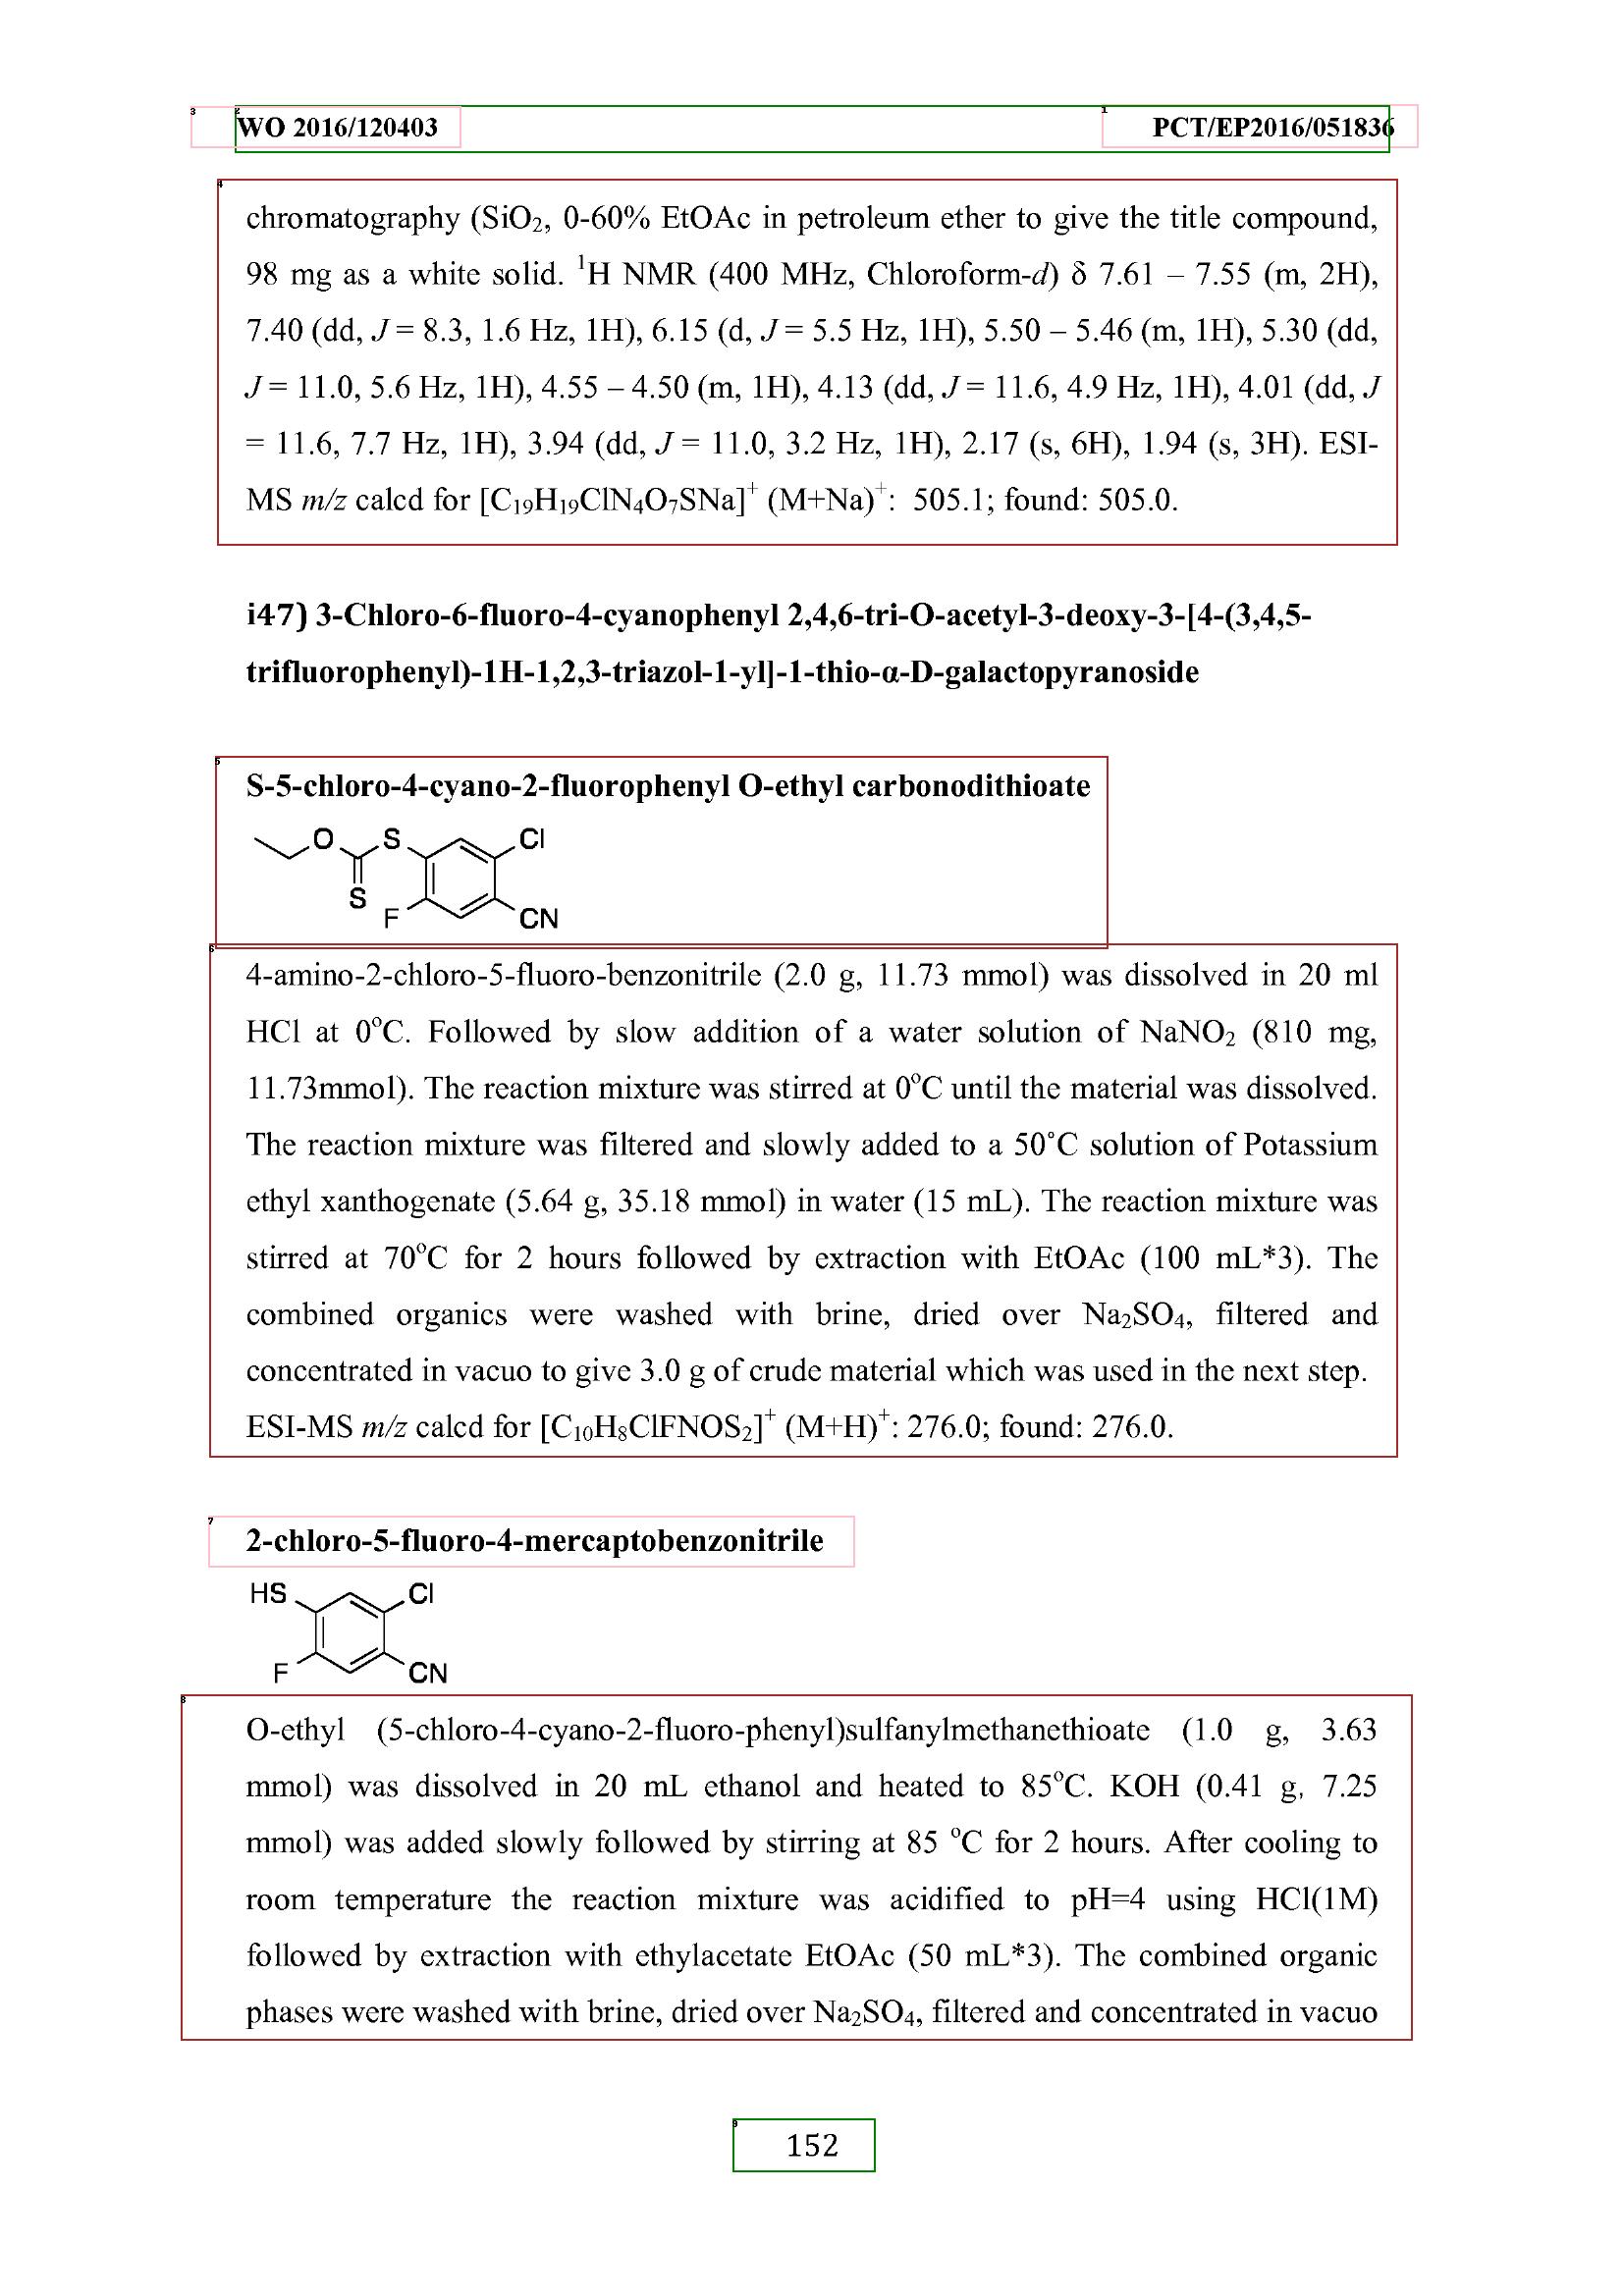 WO 2016/120403 PCT/EP2016/051836
chromatography (SiO₂, 0-60% EtOAc in petroleum ether to give the title compound,
98 mg as a white solid. ¹H NMR (400 MHz, Chloroform-d) δ 7.61 – 7.55 (m, 2H),
7.40 (dd, J = 8.3, 1.6 Hz, 1H), 6.15 (d, J = 5.5 Hz, 1H), 5.50 – 5.46 (m, 1H), 5.30 (dd,
J = 11.0, 5.6 Hz, 1H), 4.55 – 4.50 (m, 1H), 4.13 (dd, J = 11.6, 4.9 Hz, 1H), 4.01 (dd, J
= 11.6, 7.7 Hz, 1H), 3.94 (dd, J = 11.0, 3.2 Hz, 1H), 2.17 (s, 6H), 1.94 (s, 3H). ESI-
MS m/z calcd for [C₁₉H₁₉ClN₄O₇SNa]⁺ (M+Na)⁺: 505.1; found: 505.0.
i47) 3-Chloro-6-fluoro-4-cyanophenyl 2,4,6-tri-O-acetyl-3-deoxy-3-[4-(3,4,5-
trifluorophenyl)-1H-1,2,3-triazol-1-yl]-1-thio-α-D-galactopyranoside
S-5-chloro-4-cyano-2-fluorophenyl O-ethyl carbonodithioate
O S Cl
S F CN
4-amino-2-chloro-5-fluoro-benzonitrile (2.0 g, 11.73 mmol) was dissolved in 20 ml
HCl at 0°C. Followed by slow addition of a water solution of NaNO₂ (810 mg,
11.73mmol). The reaction mixture was stirred at 0°C until the material was dissolved.
The reaction mixture was filtered and slowly added to a 50˚C solution of Potassium
ethyl xanthogenate (5.64 g, 35.18 mmol) in water (15 mL). The reaction mixture was
stirred at 70°C for 2 hours followed by extraction with EtOAc (100 mL*3). The
combined organics were washed with brine, dried over Na₂SO₄, filtered and
concentrated in vacuo to give 3.0 g of crude material which was used in the next step.
ESI-MS m/z calcd for [C₁₀H₈ClFNOS₂]⁺ (M+H)⁺: 276.0; found: 276.0.
2-chloro-5-fluoro-4-mercaptobenzonitrile
HS Cl
F CN
O-ethyl (5-chloro-4-cyano-2-fluoro-phenyl)sulfanylmethanethioate (1.0 g, 3.63
mmol) was dissolved in 20 mL ethanol and heated to 85°C. KOH (0.41 g, 7.25
mmol) was added slowly followed by stirring at 85 °C for 2 hours. After cooling to
room temperature the reaction mixture was acidified to pH=4 using HCl(1M)
followed by extraction with ethylacetate EtOAc (50 mL*3). The combined organic
phases were washed with brine, dried over Na₂SO₄, filtered and concentrated in vacuo
152